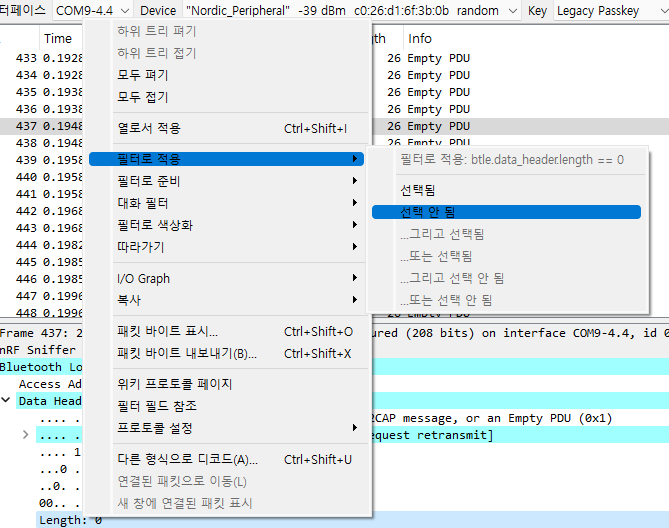 터페이스 COM9-4.4 Device "Nordic_Peripheral" -39 dBm c0:26:d1:6f:3b:0b random Key Legacy Passkey
Time gth Info
433 0.1928 26 Empty PDU
434 0.1928 26 Empty PDU
435 0.1938 26 Empty PDU
436 0.1938 26 Empty PDU
437 0.1948 26 Empty PDU
438 0.1948 26 Empty PDU
439 0.1958
440 0.1958
441 0.1958
442 0.1968
443 0.1968
444 0.1982
445 0.1982
446 0.1985
447 0.1996
448 0.1996
하위 트리 펴기
하위 트리 접기
모두 펴기
모두 접기
열로서 적용 Ctrl+Shift+I
필터로 적용
필터로 준비
대화 필터
필터로 색상화
따라가기
I/O Graph
복사
패킷 바이트 표시... Ctrl+Shift+O
패킷 바이트 내보내기(B)... Ctrl+Shift+X
위키 프로토콜 페이지
필터 필드 참조
프로토콜 설정
다른 형식으로 디코드(A)... Ctrl+Shift+U
연결된 패킷으로 이동(L)
새 창에 연결된 패킷 표시
필터로 적용: btle.data_header.length == 0
선택됨
선택 안 됨
...그리고 선택됨
...또는 선택됨
...그리고 선택 안 됨
...또는 선택 안 됨
Frame 437: 2 ured (208 bits) on interface COM9-4.4, id 0
nRF Sniffer
Bluetooth Lo
Access Ad
Data Head
.... . 2CAP message, or an Empty PDU (0x1)
.... . equest retransmit]
.... 1
...0 .
..0. .
00.. .
Length: 0